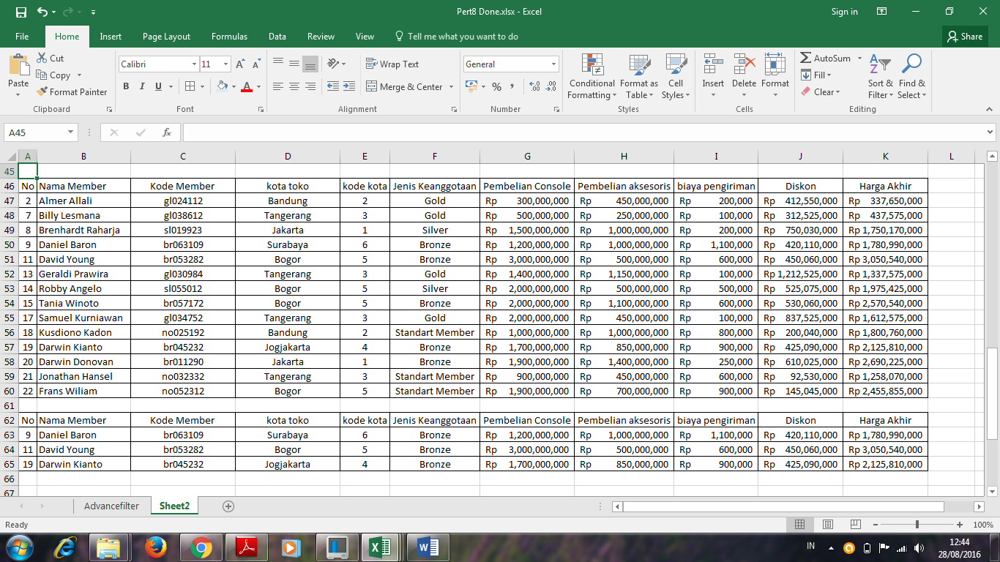 Pert8 Done.xlsx - Excel
Sign in
File Home Insert Page Layout Formulas Data Review View Tell me what you want to do Share
Paste Cut Copy Format Painter Clipboard
Calibri 11 A A B I U A Font
Wrap Text Merge & Center Alignment
General % , Number
Conditional Formatting Format as Table Cell Styles Styles
Insert Delete Format Cells
AutoSum Fill Clear Sort & Filter Find & Select Editing
A45 fx
A B C D E F G H I J K L
45
46 No Nama Member Kode Member kota toko kode kota Jenis Keanggotaan Pembelian Console Pembelian aksesoris biaya pengiriman Diskon Harga Akhir
47 2 Almer Allali gl024112 Bandung 2 Gold Rp 300,000,000 Rp 450,000,000 Rp 200,000 Rp 412,550,000 Rp 337,650,000
48 7 Billy Lesmana gl038612 Tangerang 3 Gold Rp 500,000,000 Rp 250,000,000 Rp 100,000 Rp 312,525,000 Rp 437,575,000
49 8 Brenhardt Raharja sl019923 Jakarta 1 Silver Rp 1,500,000,000 Rp 1,000,000,000 Rp 200,000 Rp 750,030,000 Rp 1,750,170,000
50 9 Daniel Baron br063109 Surabaya 6 Bronze Rp 1,200,000,000 Rp 1,000,000,000 Rp 1,100,000 Rp 420,110,000 Rp 1,780,990,000
51 11 David Young br053282 Bogor 5 Bronze Rp 3,000,000,000 Rp 500,000,000 Rp 600,000 Rp 450,060,000 Rp 3,050,540,000
52 13 Geraldi Prawira gl030984 Tangerang 3 Gold Rp 1,400,000,000 Rp 1,150,000,000 Rp 100,000 Rp 1,212,525,000 Rp 1,337,575,000
53 14 Robby Angelo sl055012 Bogor 5 Silver Rp 2,000,000,000 Rp 500,000,000 Rp 500,000 Rp 525,075,000 Rp 1,975,425,000
54 15 Tania Winoto br057172 Bogor 5 Bronze Rp 2,000,000,000 Rp 1,100,000,000 Rp 600,000 Rp 530,060,000 Rp 2,570,540,000
55 17 Samuel Kurniawan gl034752 Tangerang 3 Gold Rp 2,000,000,000 Rp 450,000,000 Rp 100,000 Rp 837,525,000 Rp 1,612,575,000
56 18 Kusdiono Kadon no025192 Bandung 2 Standart Member Rp 1,000,000,000 Rp 1,000,000,000 Rp 800,000 Rp 200,040,000 Rp 1,800,760,000
57 19 Darwin Kianto br045232 Jogjakarta 4 Bronze Rp 1,700,000,000 Rp 850,000,000 Rp 900,000 Rp 425,090,000 Rp 2,125,810,000
58 20 Darwin Donovan br011290 Jakarta 1 Bronze Rp 1,900,000,000 Rp 1,400,000,000 Rp 250,000 Rp 610,025,000 Rp 2,690,225,000
59 21 Jonathan Hansel no032332 Tangerang 3 Standart Member Rp 900,000,000 Rp 450,000,000 Rp 600,000 Rp 92,530,000 Rp 1,258,070,000
60 22 Frans Wiliam no052312 Bogor 5 Standart Member Rp 1,900,000,000 Rp 700,000,000 Rp 900,000 Rp 145,045,000 Rp 2,455,855,000
61
62 No Nama Member Kode Member kota toko kode kota Jenis Keanggotaan Pembelian Console Pembelian aksesoris biaya pengiriman Diskon Harga Akhir
63 9 Daniel Baron br063109 Surabaya 6 Bronze Rp 1,200,000,000 Rp 1,000,000,000 Rp 1,100,000 Rp 420,110,000 Rp 1,780,990,000
64 11 David Young br053282 Bogor 5 Bronze Rp 3,000,000,000 Rp 500,000,000 Rp 600,000 Rp 450,060,000 Rp 3,050,540,000
65 19 Darwin Kianto br045232 Jogjakarta 4 Bronze Rp 1,700,000,000 Rp 850,000,000 Rp 900,000 Rp 425,090,000 Rp 2,125,810,000
66
67
Advancefilter Sheet2
Ready 100%
IN 12:44
28/08/2016